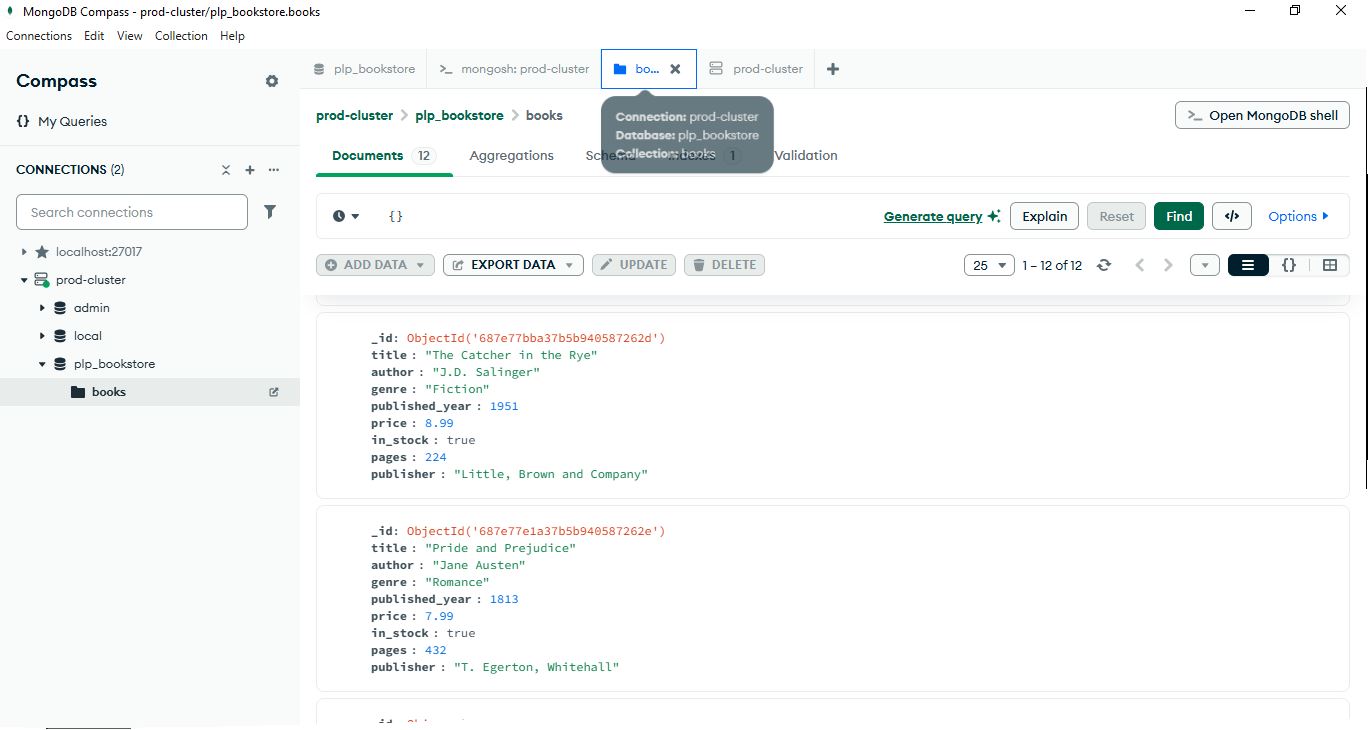 MongoDB Compass - prod-cluster/plp_bookstore.books
Connections Edit View Collection Help
Compass
{} My Queries
CONNECTIONS (2)
Search connections
localhost:27017
prod-cluster
admin
local
plp_bookstore
books
plp_bookstore
>_ mongosh: prod-cluster
bo...
prod-cluster
prod-cluster > plp_bookstore > books
>_ Open MongoDB shell
Connection: prod-cluster
Database: plp_bookstore
Collection: books
Documents 12 Aggregations 1 Validation
{}
Generate query
Explain
Reset
Find
</>
Options
ADD DATA
EXPORT DATA
UPDATE
DELETE
25
1 – 12 of 12
{}
_id: ObjectId('687e77bba37b5b940587262d')
title : "The Catcher in the Rye"
author : "J.D. Salinger"
genre : "Fiction"
published_year : 1951
price : 8.99
in_stock : true
pages : 224
publisher : "Little, Brown and Company"
_id: ObjectId('687e77e1a37b5b940587262e')
title : "Pride and Prejudice"
author : "Jane Austen"
genre : "Romance"
published_year : 1813
price : 7.99
in_stock : true
pages : 432
publisher : "T. Egerton, Whitehall"